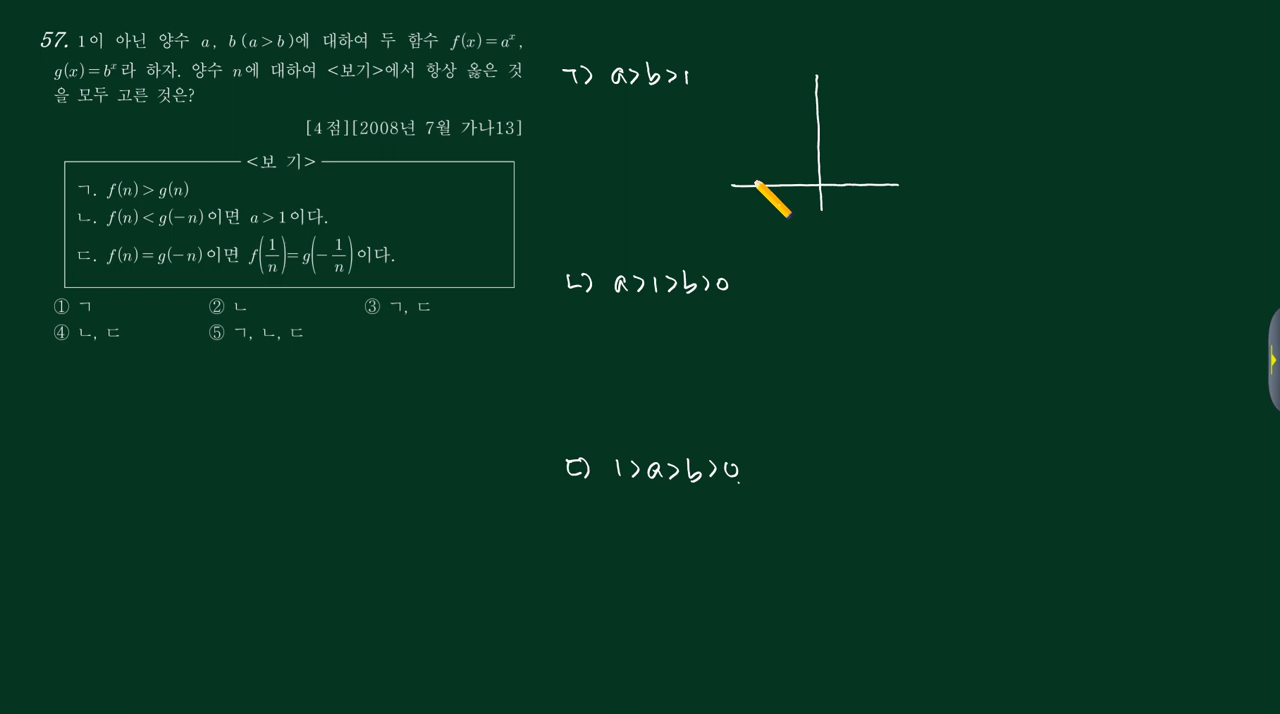 57. 1이 아닌 양수 a, b (a>b)에 대하여 두 함수 f(x)=aˣ,
g(x)=bˣ라 하자. 양수 n에 대하여 <보기>에서 항상 옳은 것
을 모두 고른 것은?
[4점][2008년 7월 가나13]
<보 기>
ㄱ. f(n)>g(n)
ㄴ. f(n)<g(-n)이면 a>1이다.
ㄷ. f(n)=g(-n)이면 f(1/n)=g(-1/n)이다.
① ㄱ ② ㄴ ③ ㄱ, ㄷ
④ ㄴ, ㄷ ⑤ ㄱ, ㄴ, ㄷ
ㄱ) a>b>1
ㄴ) a>1>b>0
ㄷ) 1>a>b>0